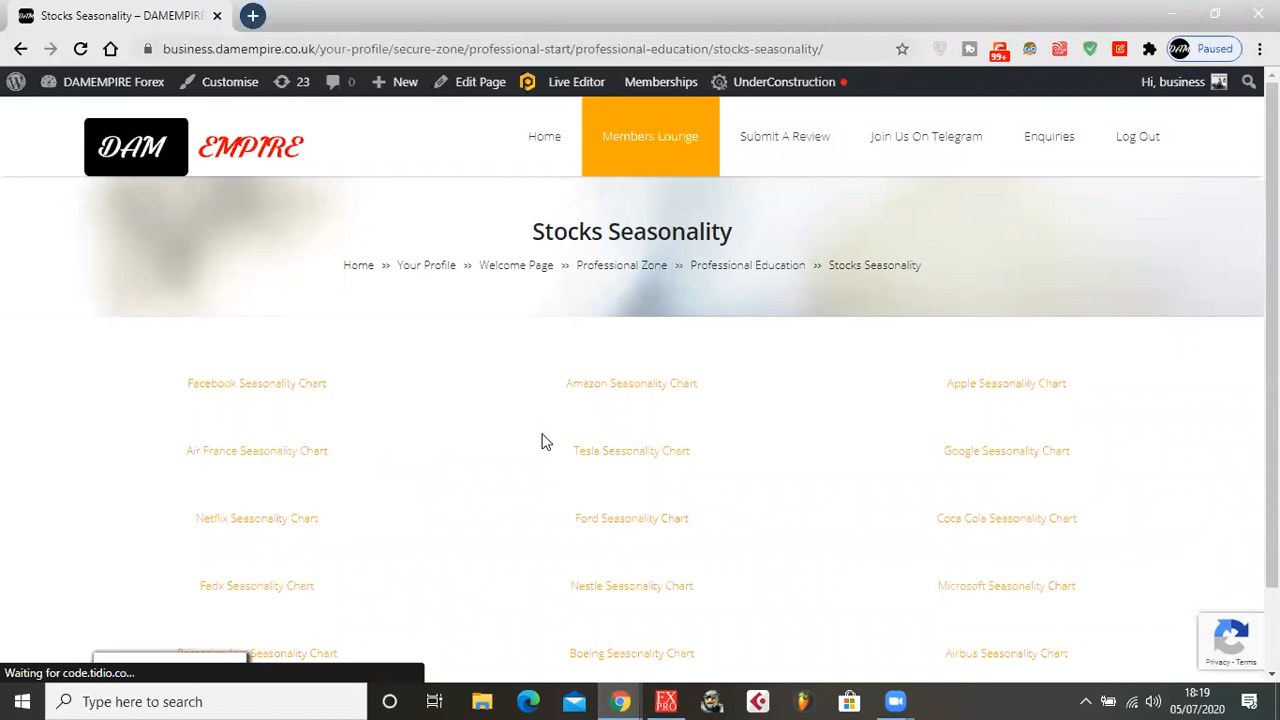 Stocks Seasonality – DAMEMPIRE
business.damempire.co.uk/your-profile/secure-zone/professional-start/professional-education/stocks-seasonality/
99+
DAM
Paused
DAMEMPIRE Forex
Customise
23
0
New
Edit Page
Live Editor
Memberships
UnderConstruction
Hi, business
DAM EMPIRE
Home
Members Lounge
Submit A Review
Join Us On Telegram
Enquiries
Log Out
Stocks Seasonality
Home » Your Profile » Welcome Page » Professional Zone » Professional Education » Stocks Seasonality
Facebook Seasonality Chart
Amazon Seasonality Chart
Apple Seasonality Chart
Air France Seasonality Chart
Tesla Seasonality Chart
Google Seasonality Chart
Netflix Seasonality Chart
Ford Seasonality Chart
Coca Cola Seasonality Chart
Fedx Seasonality Chart
Nestle Seasonality Chart
Microsoft Seasonality Chart
Seasonality Chart
Boeing Seasonality Chart
Airbus Seasonality Chart
Privacy - Terms
Waiting for code.tidio.co...
Type here to search
FX
PRO
18:19
05/07/2020